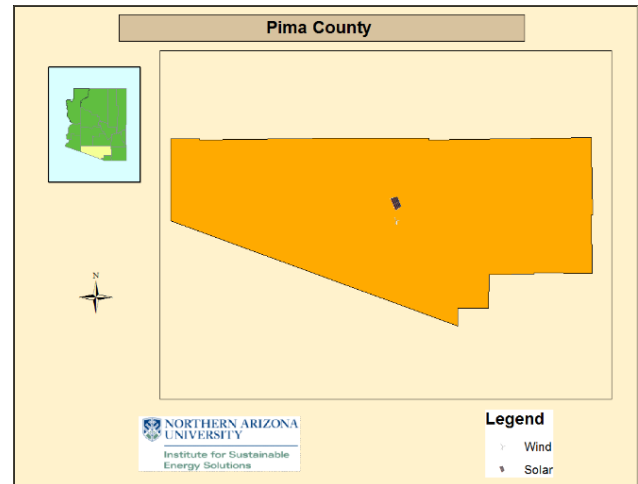 Pima County
N
NORTHERN ARIZONA
UNIVERSITY
Institute for Sustainable
Energy Solutions
Legend
Wind
Solar